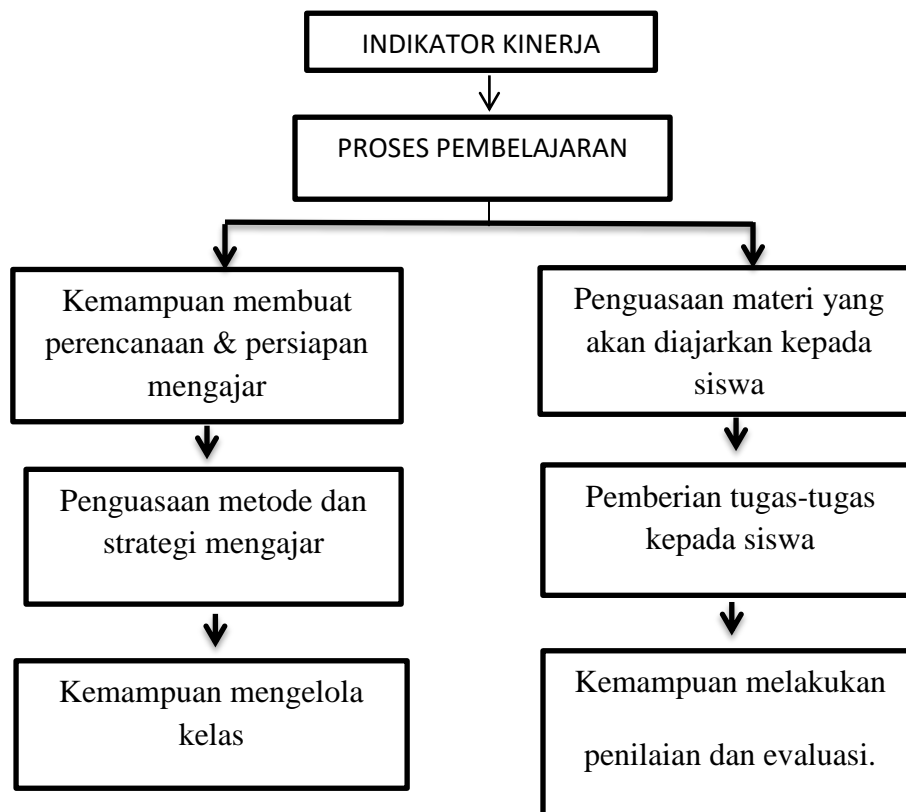 INDIKATOR KINERJA
PROSES PEMBELAJARAN
Kemampuan membuat
perencanaan & persiapan
mengajar
Penguasaan metode dan
strategi mengajar
Kemampuan mengelola
kelas
Penguasaan materi yang
akan diajarkan kepada
siswa
Pemberian tugas-tugas
kepada siswa
Kemampuan melakukan
penilaian dan evaluasi.